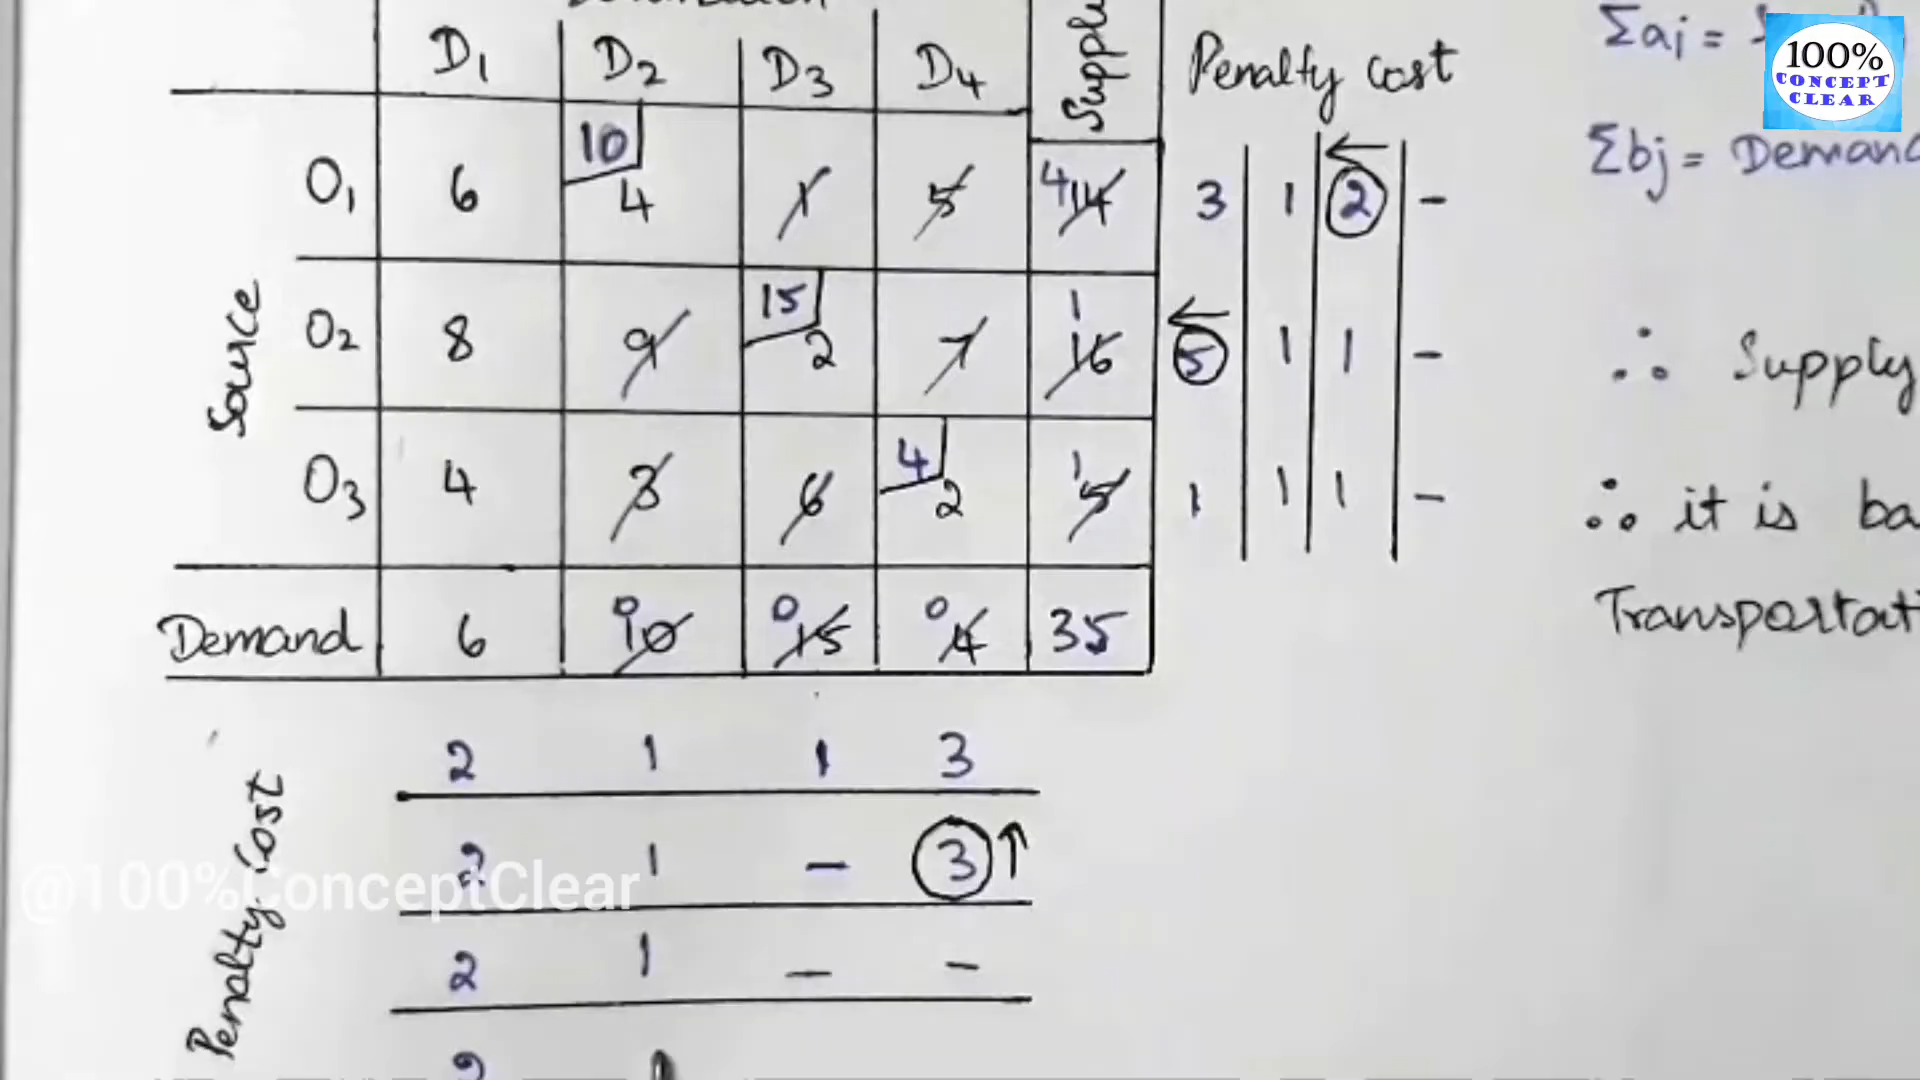 D1 D2 D3 D4 Supply Penalty Cost
Σai =
100%
CONCEPT
CLEAR
Σbj = Demand
O1 6 10 4 1 5 4 14 3 1 2 -
Source
O2 8 9 15 2 7 1 16 5 1 1 -
∴ Supply
O3 4 3 6 4 2 1 5 1 1 1 -
∴ it is ba
Transportati
Demand 6 0 10 0 15 0 4 35
Penalty Cost
2 1 1 3
2 1 - 3 ↑
@100%ConceptClear
2 1 - -
2